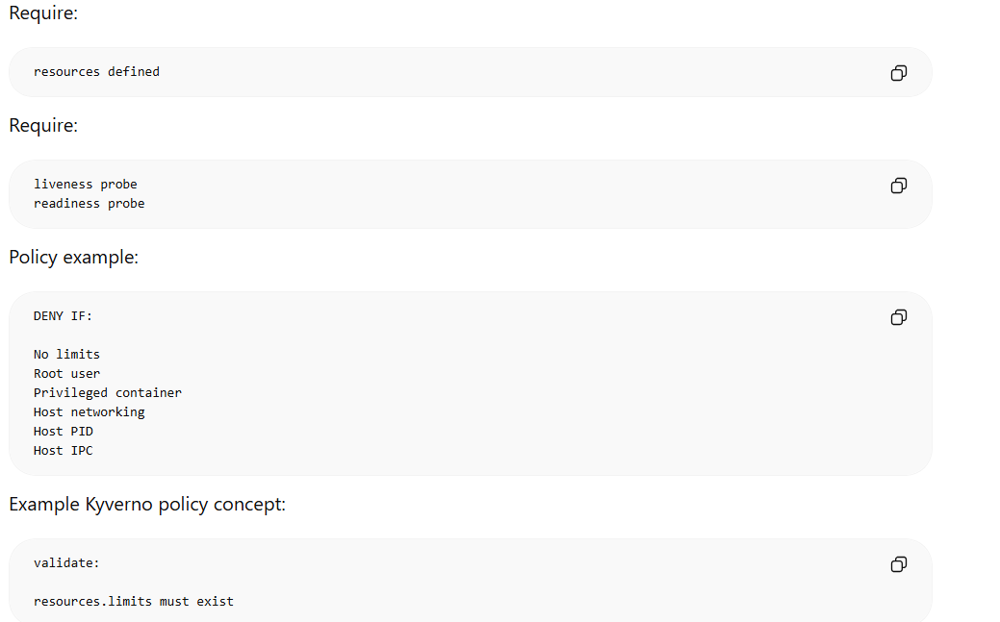 Require:
resources defined
Require:
liveness probe
readiness probe
Policy example:
DENY IF:
No limits
Root user
Privileged container
Host networking
Host PID
Host IPC
Example Kyverno policy concept:
validate:
resources.limits must exist